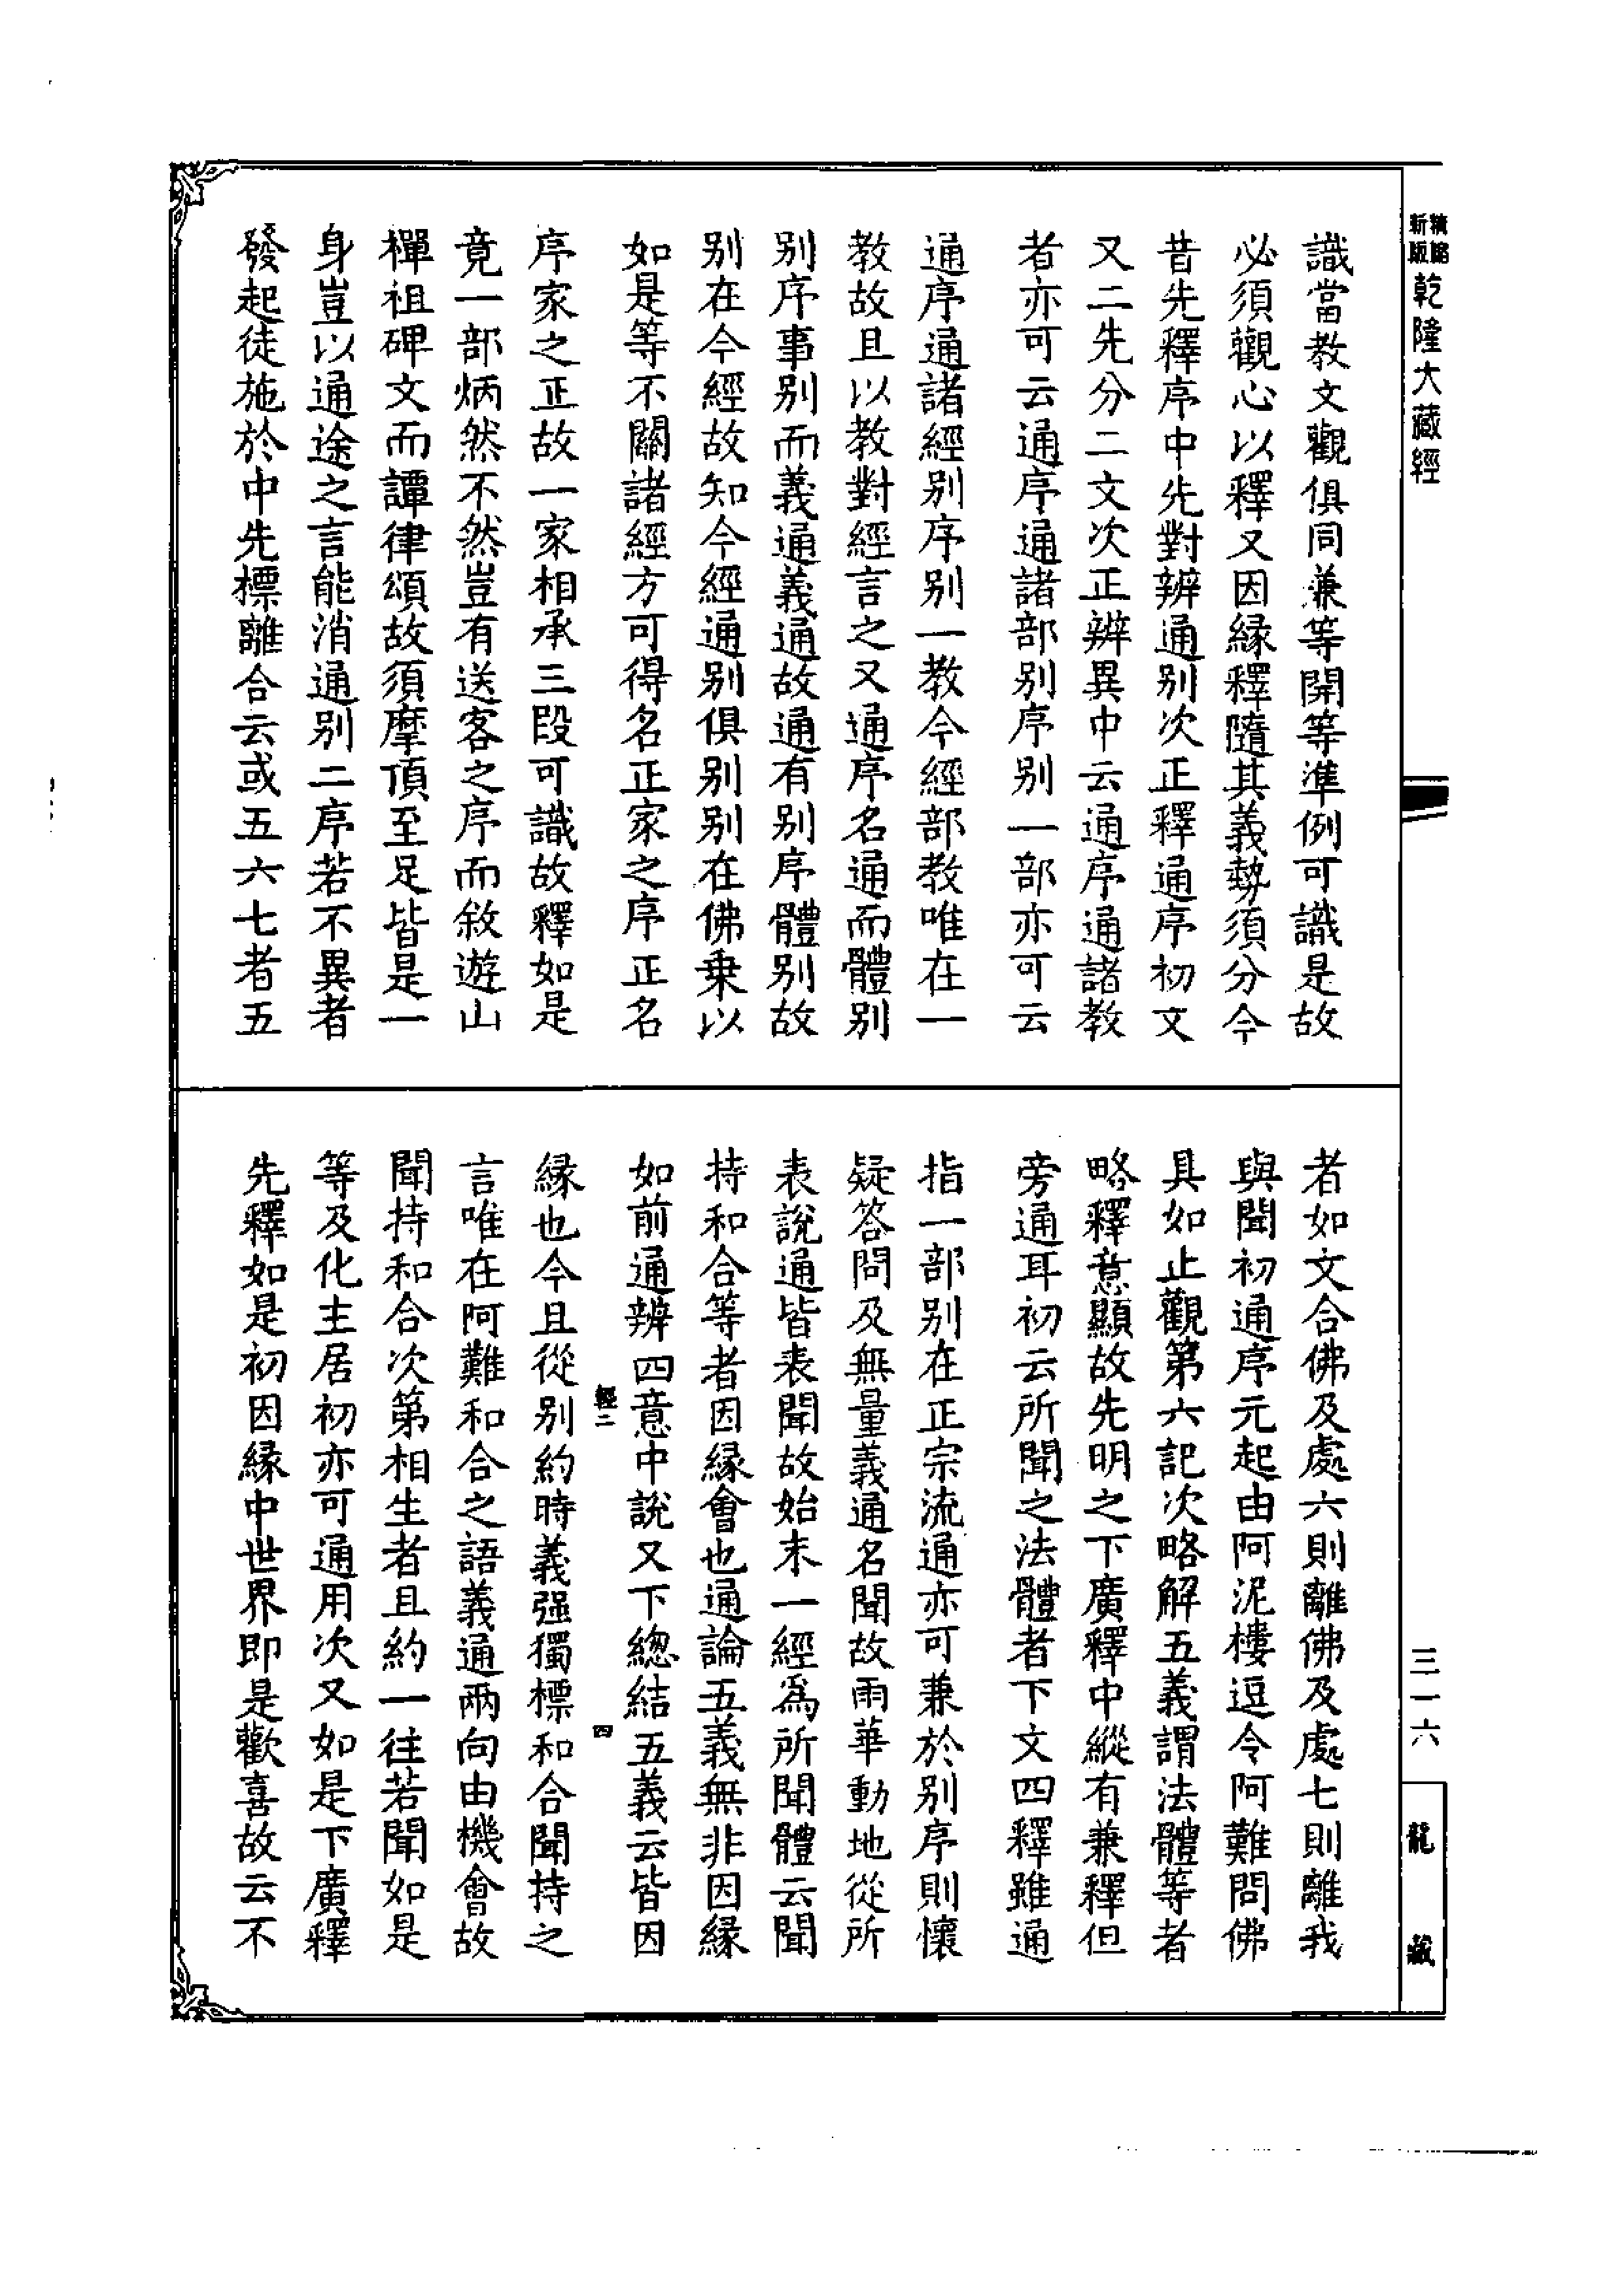 新版
精縮
乾隆大藏經
識當教文觀俱同兼等開等準例可識是故
必須觀心以釋又因緣釋隨其義勢須分今
昔先釋序中先對辨通別次正釋通序初文
又二先分二文次正辨異中云通序通諸教
者亦可云通序通諸部別序別一部亦可云
通序通諸經別序別一教今經部教唯在一
教故且以教對經言之又通序名通而體別
別序事別而義通義通故通有別序體別故
別在今經故知今經通別俱別別在佛乗以
如是等不關諸經方可得名正家之序正名
序家之正故一家相承三段可識故釋如是
竟一部炳然不然豈有送客之序而敘遊山
禪祖碑文而譚律頌故須摩頂至足皆是一
身豈以通途之言能消通別二序若不異者
發起徒施於中先標離合云或五六七者五
者如文合佛及處六則離佛及處七則離我
與聞初通序元起由阿泥樓逗令阿難問佛
具如止觀第六記次略解五義謂法體等者
略釋意顯故先明之下廣釋中縱有兼釋但
旁通耳初云所聞之法體者下文四釋雖通
指一部別在正宗流通亦可兼於別序則懷
疑答問及無量義通名聞故雨華動地從所
表說通皆表聞故始末一經爲所聞體云聞
持和合等者因緣會也通論五義無非因緣
如前通辨四意中說又下總結五義云皆因
經二
四
緣也今且從別約時義强獨標和合聞持之
言唯在阿難和合之語義通兩向由機會故
聞持和合次第相生者且約一往若聞如是
等及化主居初亦可通用次又如是下廣釋
先釋如是初因緣中世界即是歡喜故云不
三一六
龍藏